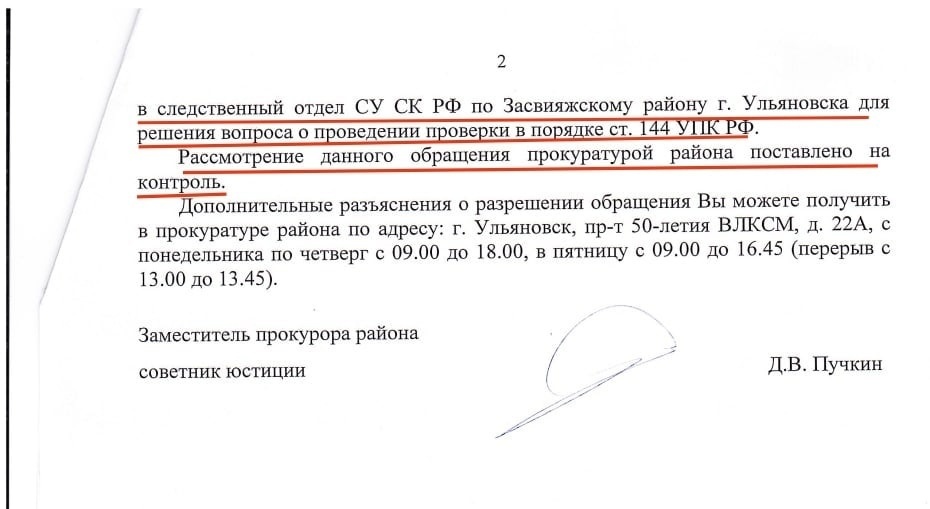 2
в следственный отдел СУ СК РФ по Засвияжскому району г. Ульяновска для
решения вопроса о проведении проверки в порядке ст. 144 УПК РФ.
Рассмотрение данного обращения прокуратурой района поставлено на
контроль.
Дополнительные разъяснения о разрешении обращения Вы можете получить
в прокуратуре района по адресу: г. Ульяновск, пр-т 50-летия ВЛКСМ, д. 22А, с
понедельника по четверг с 09.00 до 18.00, в пятницу с 09.00 до 16.45 (перерыв с
13.00 до 13.45).
Заместитель прокурора района
советник юстиции
Д.В. Пучкин